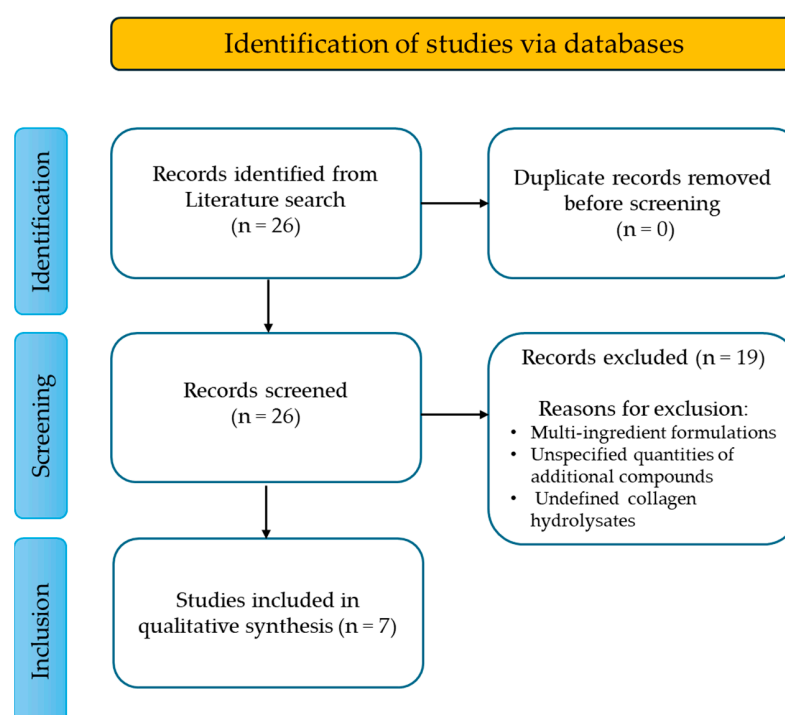 Identification of studies via databases
Identification
Records identified from
Literature search
(n = 26)
Duplicate records removed
before screening
(n = 0)
Screening
Records screened
(n = 26)
Records excluded (n = 19)
Reasons for exclusion:
• Multi-ingredient formulations
• Unspecified quantities of
additional compounds
• Undefined collagen
hydrolysates
Inclusion
Studies included in
qualitative synthesis (n = 7)